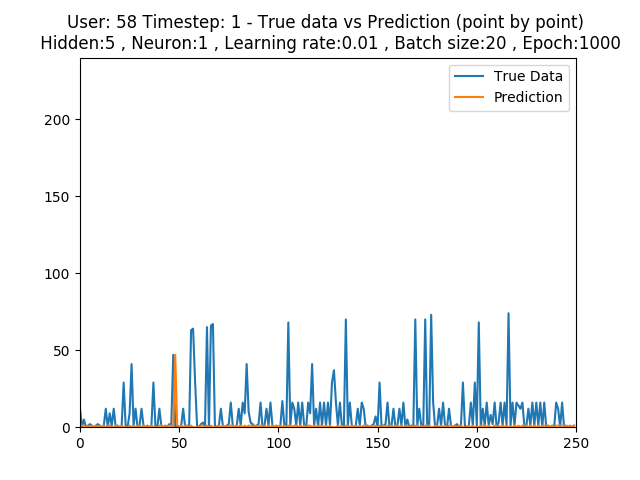 User: 58 Timestep: 1 - True data vs Prediction (point by point)
Hidden:5 , Neuron:1 , Learning rate:0.01 , Batch size:20 , Epoch:1000
True Data
Prediction
200
150
100
50
0
0 50 100 150 200 250